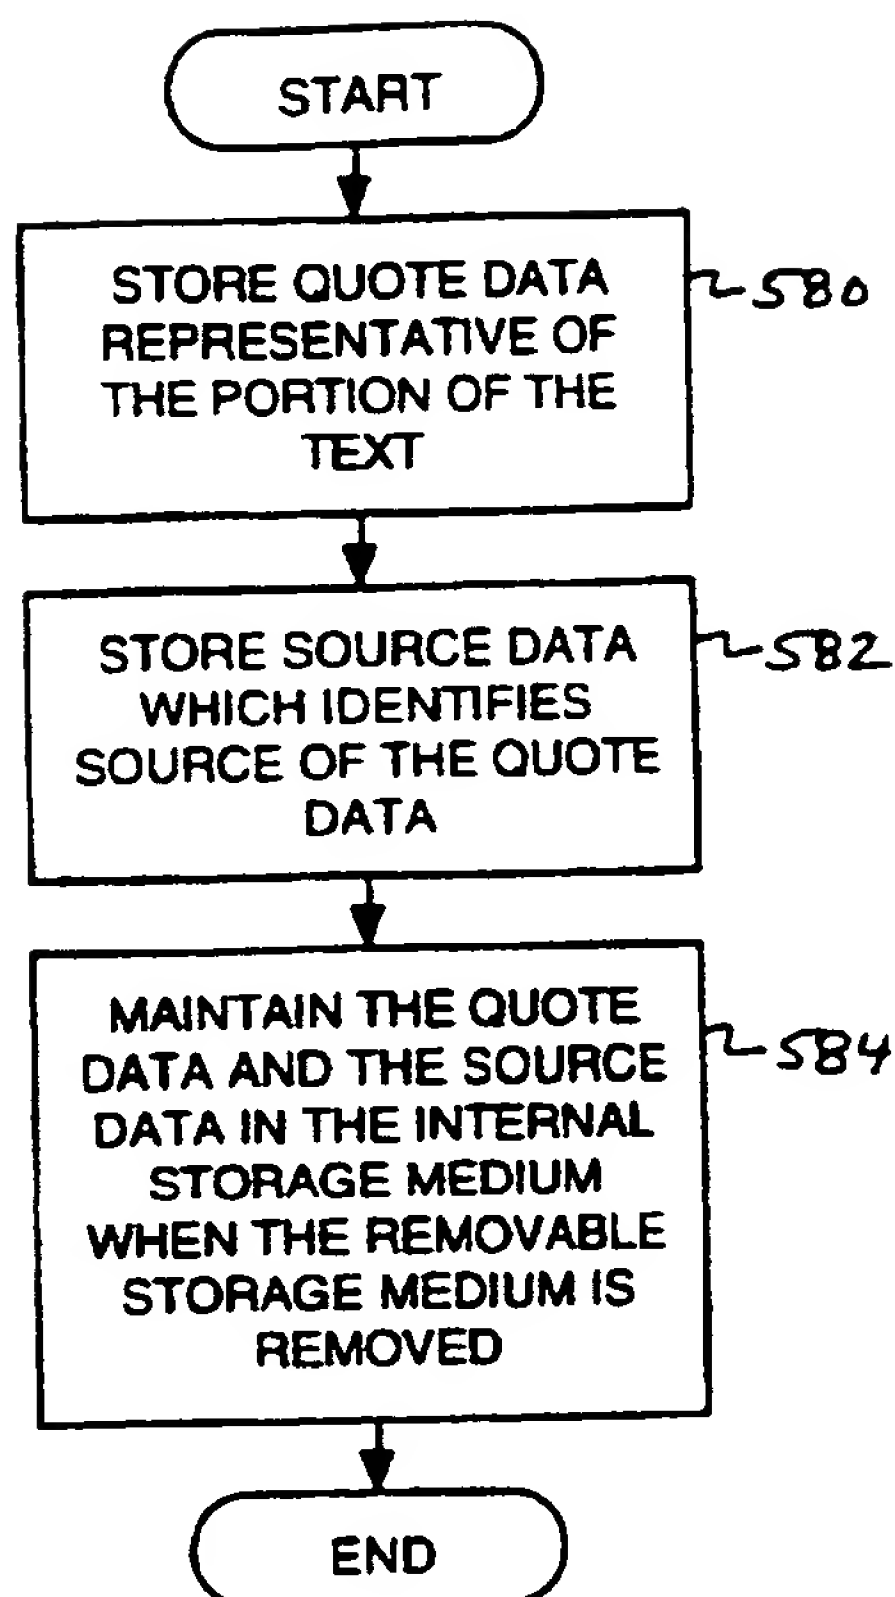 START
STORE QUOTE DATA
REPRESENTATIVE OF
THE PORTION OF THE
TEXT
580
STORE SOURCE DATA
WHICH IDENTIFIES
SOURCE OF THE QUOTE
DATA
582
MAINTAIN THE QUOTE
DATA AND THE SOURCE
DATA IN THE INTERNAL
STORAGE MEDIUM
WHEN THE REMOVABLE
STORAGE MEDIUM IS
REMOVED
584
END